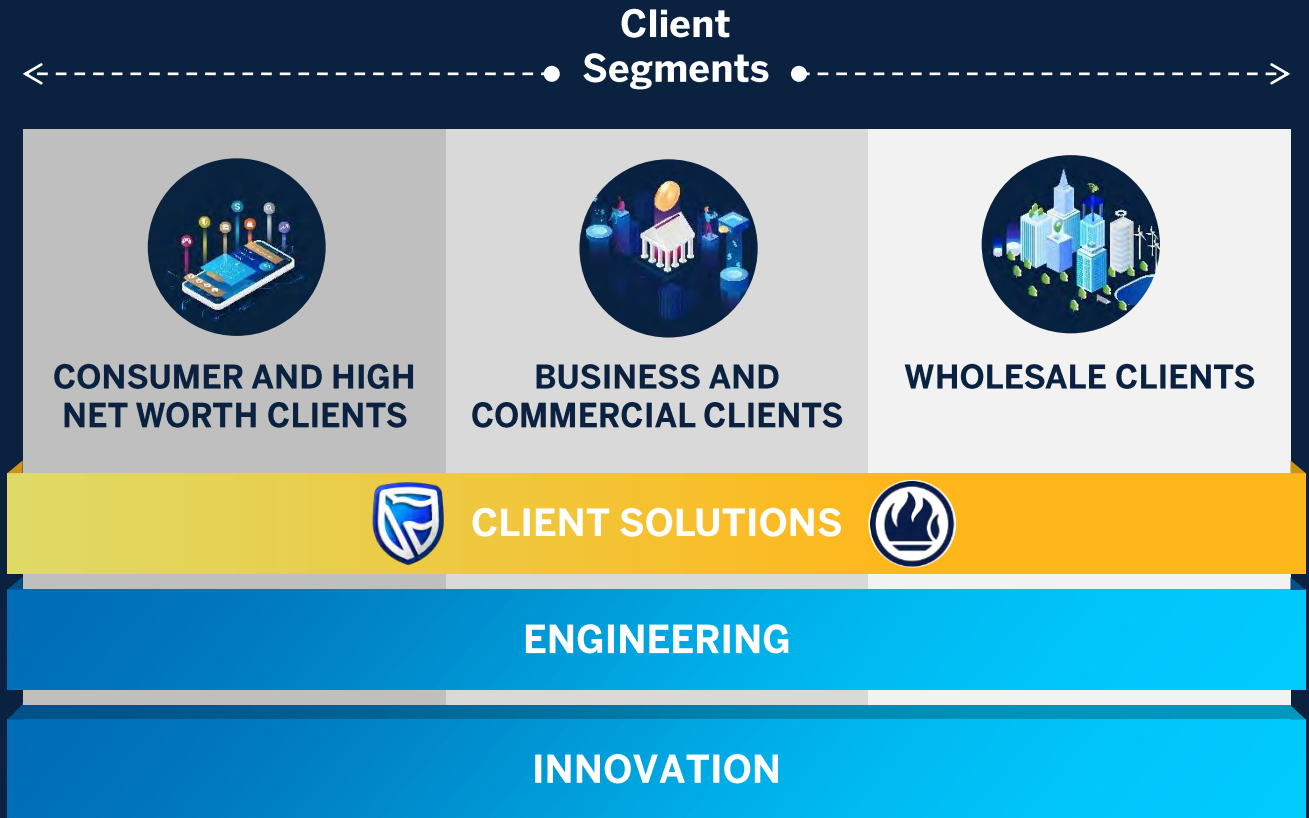 Client
Segments
CONSUMER AND HIGH
NET WORTH CLIENTS
BUSINESS AND
COMMERCIAL CLIENTS
WHOLESALE CLIENTS
CLIENT SOLUTIONS
ENGINEERING
INNOVATION